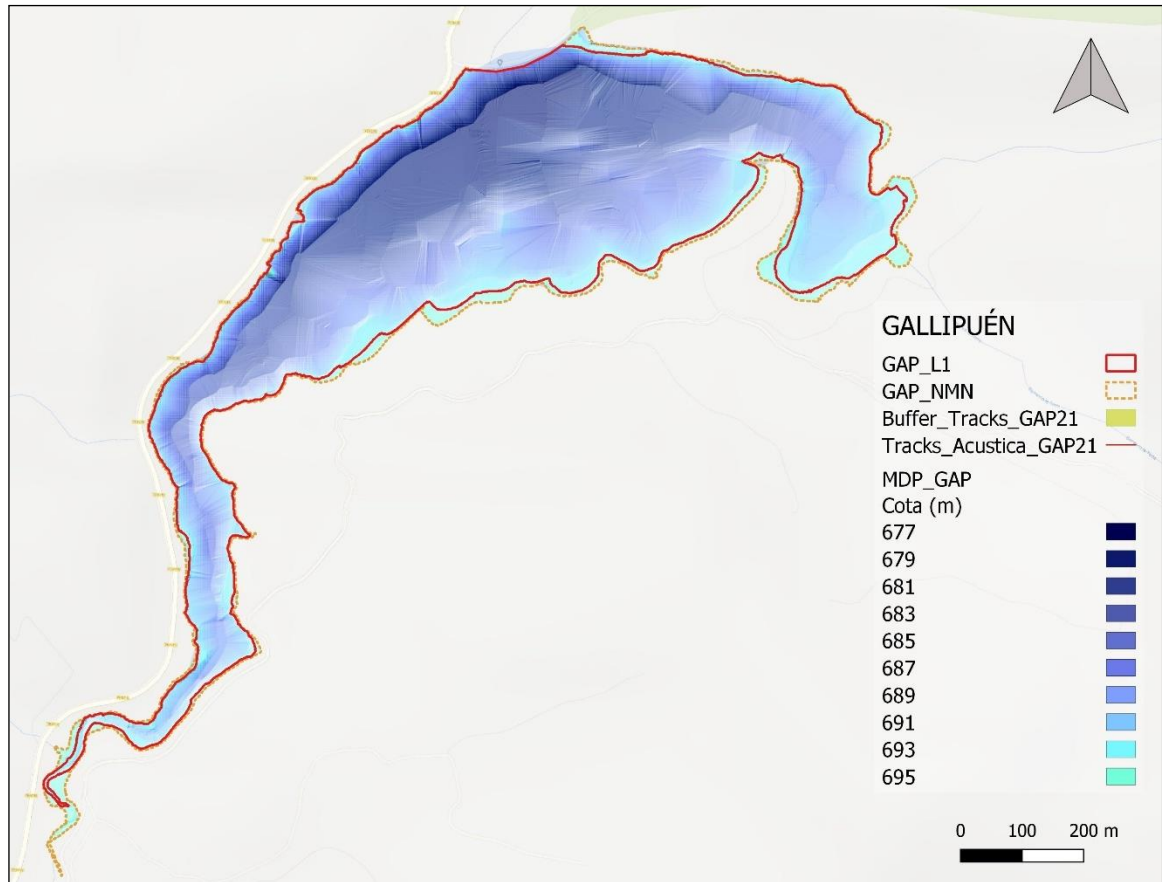 GALLIPUÉN
GAP_L1
GAP_NMN
Buffer_Tracks_GAP21
Tracks_Acustica_GAP21
MDP_GAP
Cota (m)
677
679
681
683
685
687
689
691
693
695
0 100 200 m